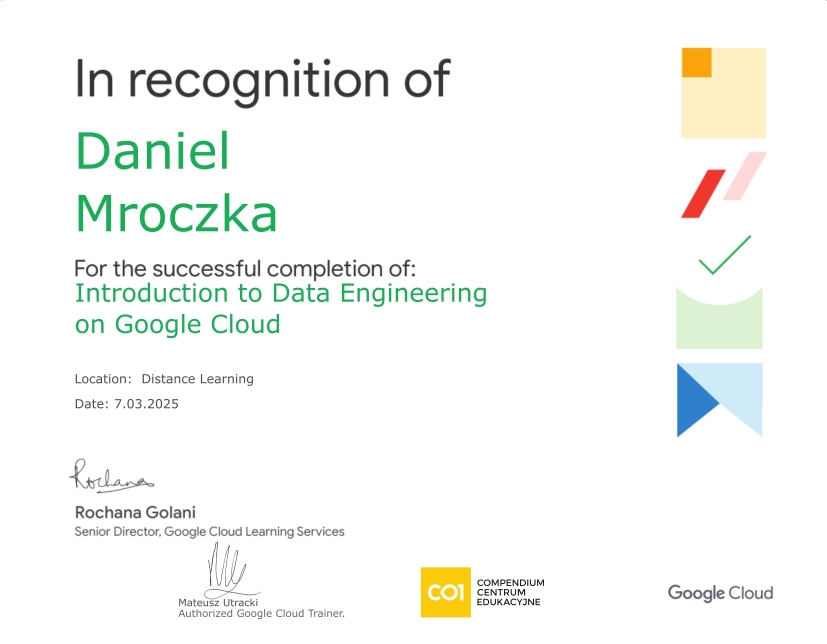 In recognition of
Daniel
Mroczka
For the successful completion of:
Introduction to Data Engineering
on Google Cloud
Location: Distance Learning
Date: 7.03.2025
Rochana
Rochana Golani
Senior Director, Google Cloud Learning Services
Mateusz Utracki
Authorized Google Cloud Trainer.
CO1
COMPENDIUM
CENTRUM
EDUKACYJNE
Google Cloud